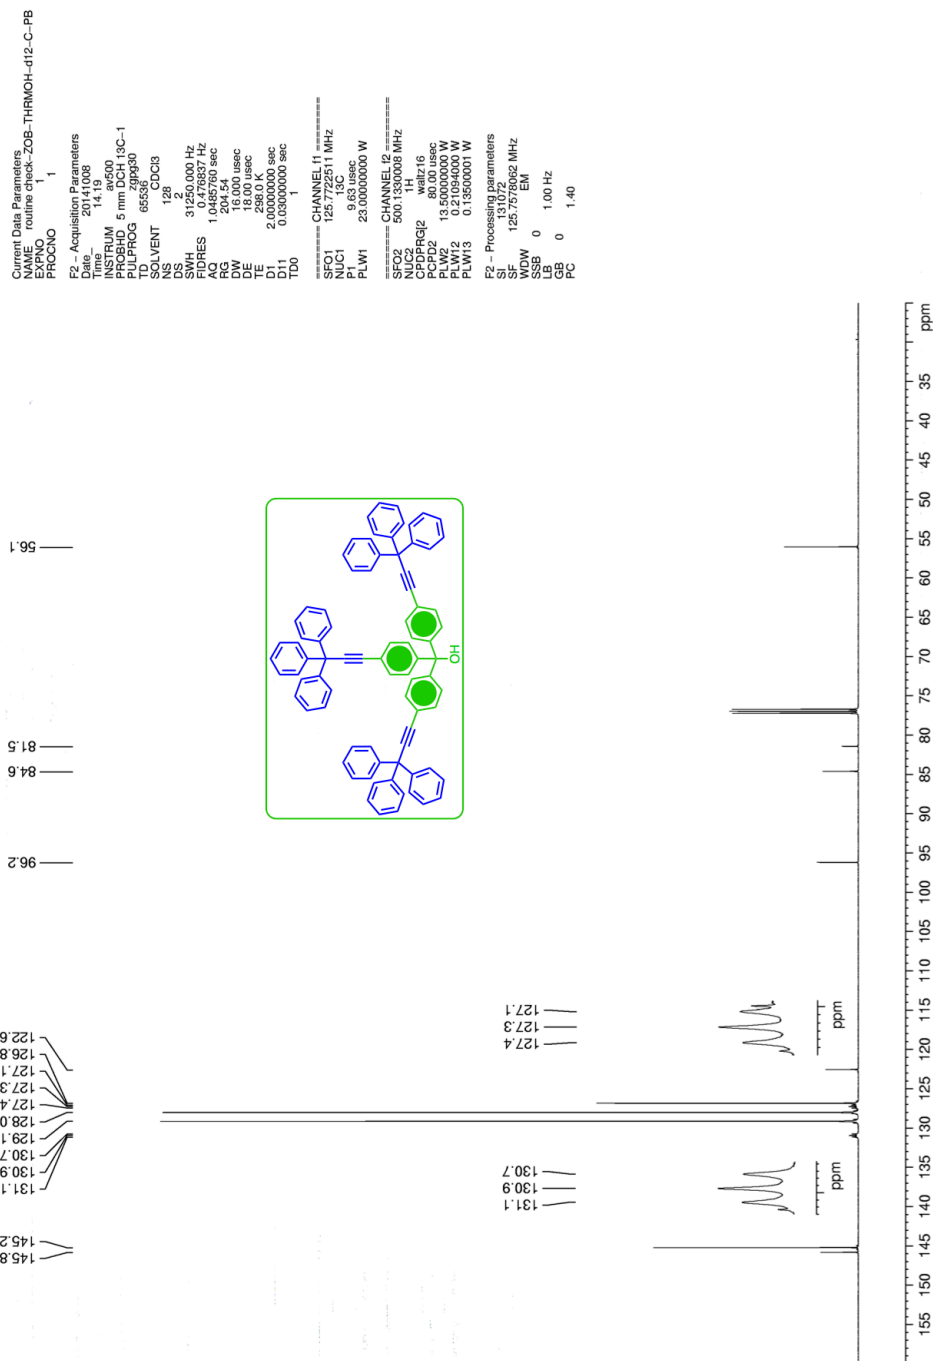 Current Data Parameters
NAME routine check-ZOB-THRMOH-d12-C-PB
EXPNO 1
PROCNO 1
F2 - Acquisition Parameters
Date_ 20141008
Time 14.19
INSTRUM av500
PROBHD 5 mm DCH 13C-1
PULPROG zgpg30
TD 65536
SOLVENT CDCl3
NS 128
DS 2
SWH 31250.000 Hz
FIDRES 0.476837 Hz
AQ 1.0485760 sec
RG 204.54
DW 16.000 usec
DE 18.00 usec
TE 298.0 K
D1 2.00000000 sec
D11 0.03000000 sec
TD0 1
======== CHANNEL f1 ========
SFO1 125.7722511 MHz
NUC1 13C
P1 9.63 usec
PLW1 23.00000000 W
======== CHANNEL f2 ========
SFO2 500.1330008 MHz
NUC2 1H
CPDPRG[2 waltz16
PCPD2 80.00 usec
PLW2 13.50000000 W
PLW12 0.21094000 W
PLW13 0.13500001 W
F2 - Processing parameters
SI 131072
SF 125.7578062 MHz
WDW EM
SSB 0
LB 1.00 Hz
GB 0
PC 1.40
145.8
145.2
131.1
130.9
130.7
129.1
128.0
127.4
127.3
127.1
126.8
122.6
96.2
84.6
81.5
56.1
HO
131.1
130.9
130.7
ppm
127.4
127.3
127.1
ppm
155 150 145 140 135 130 125 120 115 110 105 100 95 90 85 80 75 70 65 60 55 50 45 40 35 ppm